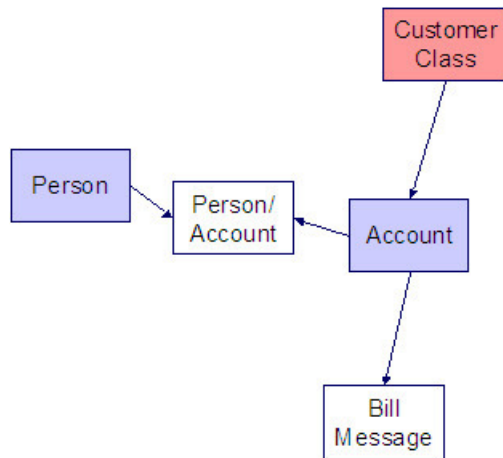 Customer
Class
Person
Person/
Account
Account
Bill
Message